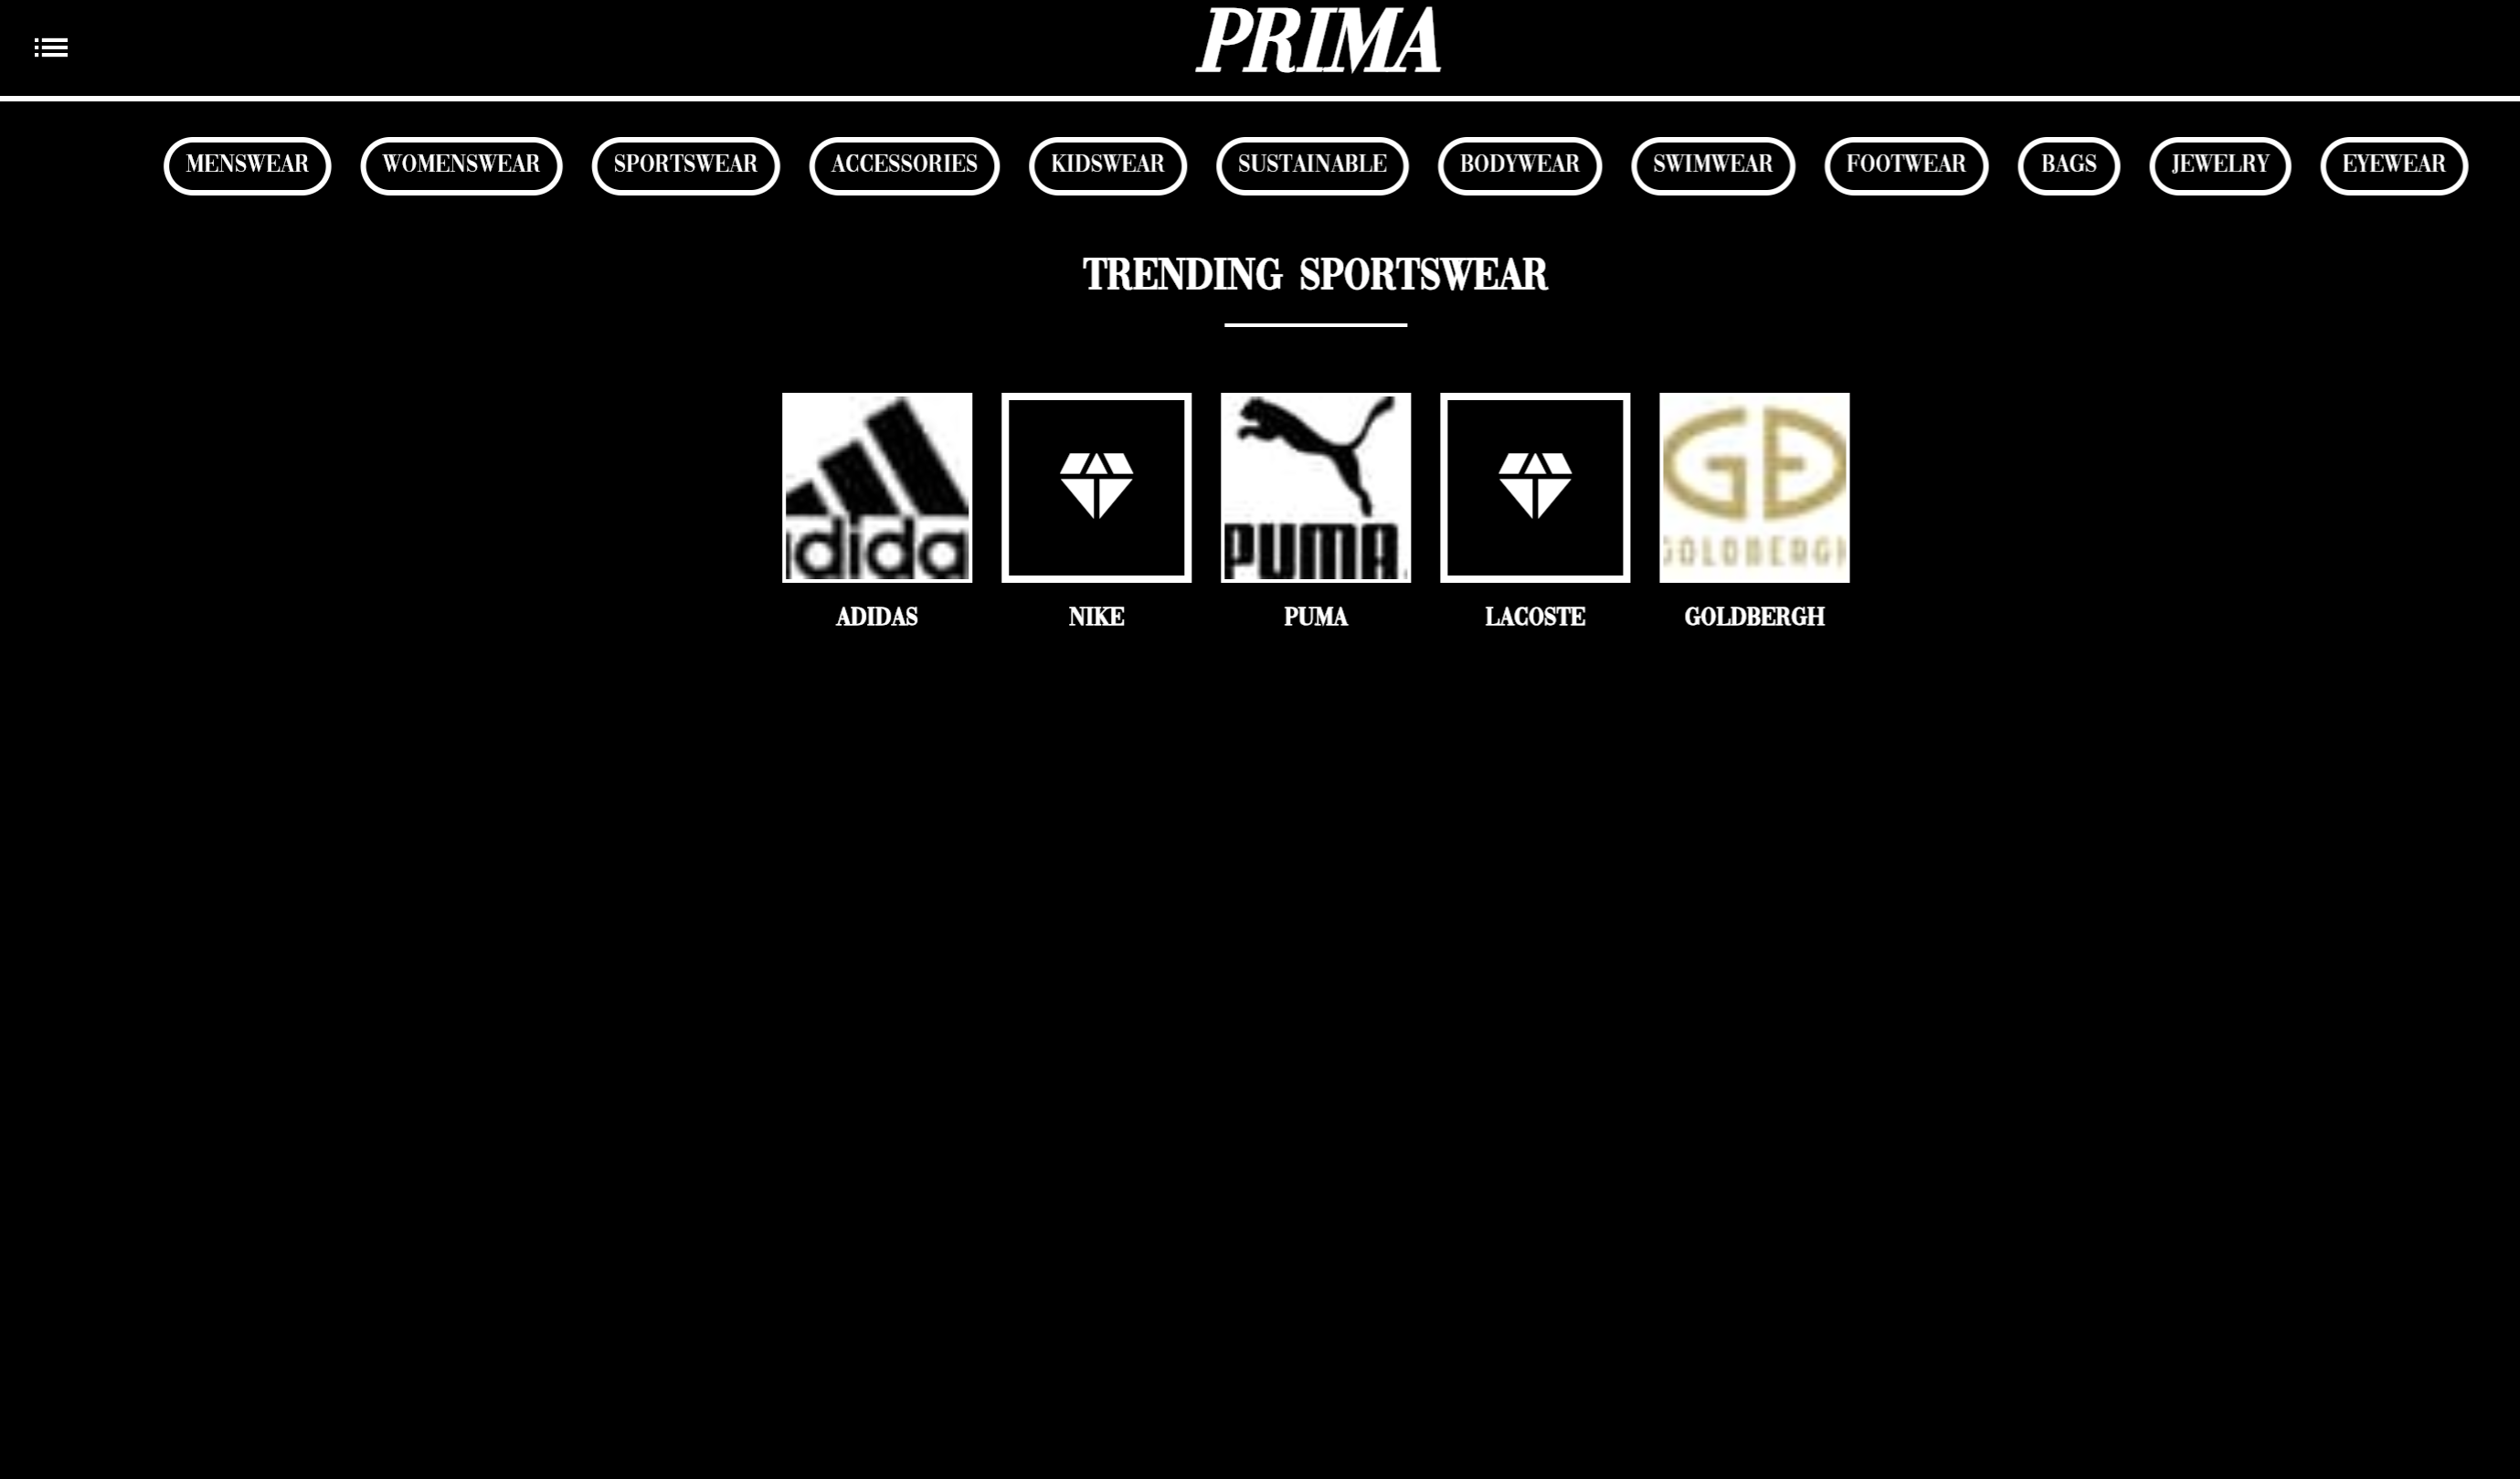 PRIMA
MENSWEAR WOMENSWEAR SPORTSWEAR ACCESSORIES KIDSWEAR SUSTAINABLE BODYWEAR SWIMWEAR FOOTWEAR BAGS JEWELRY EYEWEAR
TRENDING SPORTSWEAR
adidas
PUMA
GOLDBERGH
ADIDAS NIKE PUMA LACOSTE GOLDBERGH